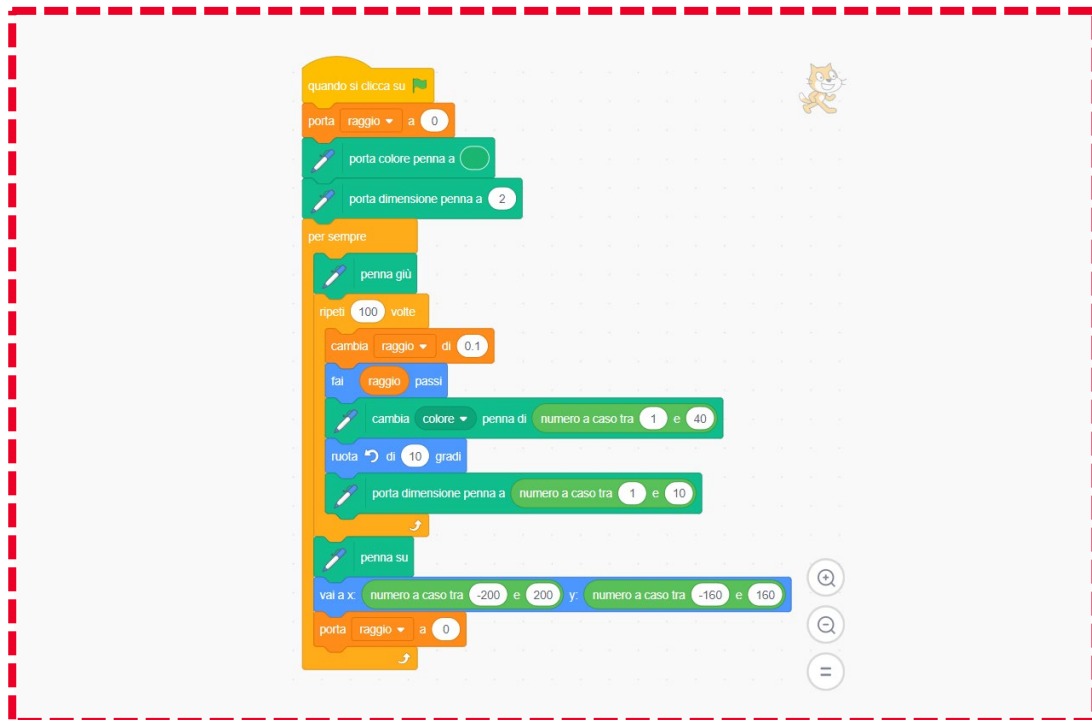 quando si clicca su
porta raggio a 0
porta colore penna a
porta dimensione penna a 2
per sempre
penna giù
ripeti 100 volte
cambia raggio di 0.1
fai raggio passi
cambia colore penna di numero a caso tra 1 e 40
ruota di 10 gradi
porta dimensione penna a numero a caso tra 1 e 10
penna su
vai a x: numero a caso tra -200 e 200 y: numero a caso tra -160 e 160
porta raggio a 0